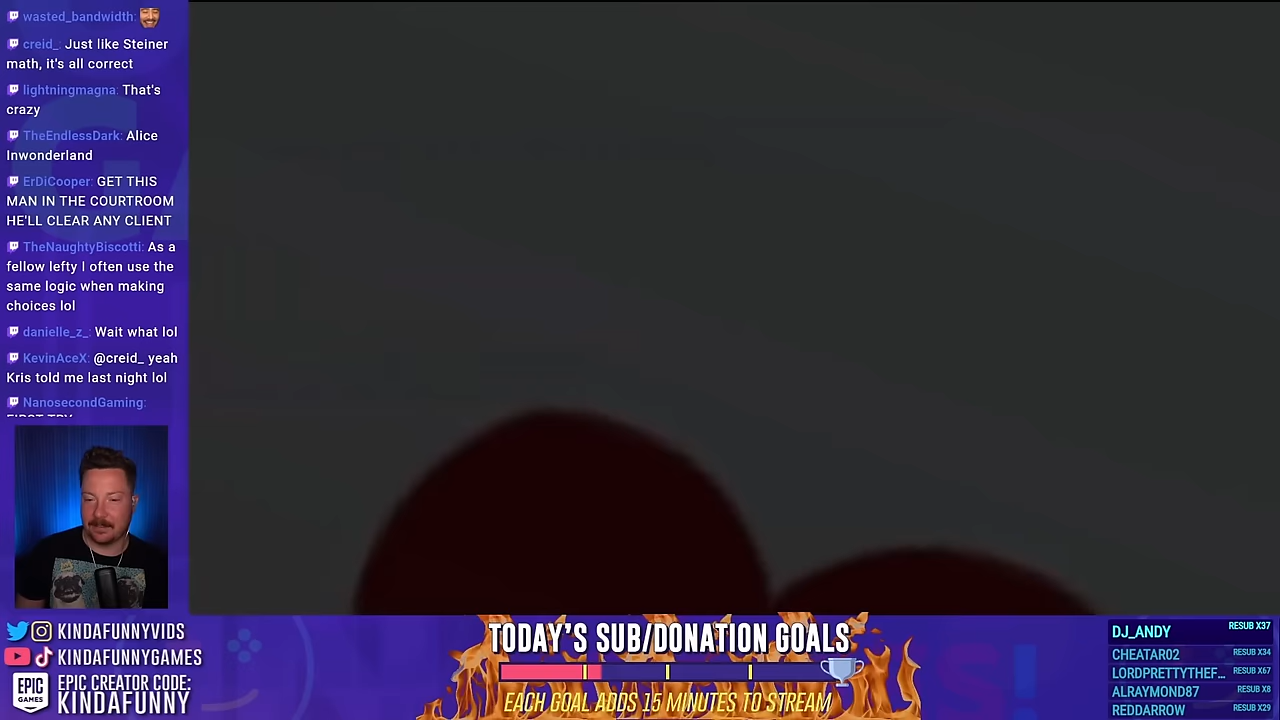 wasted_bandwidth:
creid_: Just like Steiner
math, it's all correct
lightningmagna: That's
crazy
TheEndlessDark: Alice
Inwonderland
ErDiCooper: GET THIS
MAN IN THE COURTROOM
HE'LL CLEAR ANY CLIENT
TheNaughtyBiscotti: As a
fellow lefty I often use the
same logic when making
choices lol
danielle_z_: Wait what lol
KevinAceX: @creid_ yeah
Kris told me last night lol
NanosecondGaming:
KINDAFUNNYVIDS
KINDAFUNNYGAMES
EPIC GAMES
EPIC CREATOR CODE:
KINDAFUNNY
TODAY'S SUB/DONATION GOALS
EACH GOAL ADDS 15 MINUTES TO STREAM
DJ_ANDY RESUB X37
CHEATAR02 RESUB X34
LORDPRETTYTHEF... RESUB X67
ALRAYMOND87 RESUB X8
REDDARROW RESUB X29